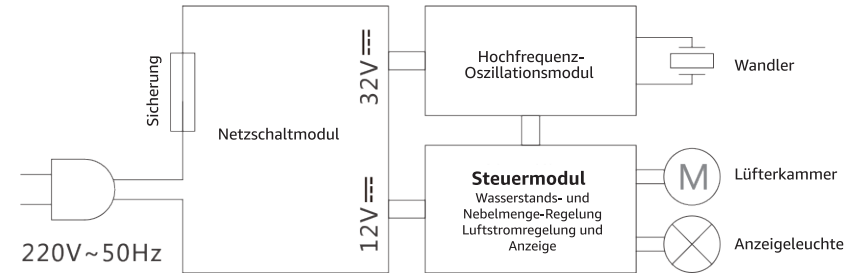 Sicherung
Netzschaltmodul
220V~50Hz
32V
12V
Hochfrequenz-
Oszillationsmodul
Wandler
Steuermodul
Wasserstands- und
Nebelmenge-Regelung
Luftstromregelung und
Anzeige
M
Lüfterkammer
Anzeigeleuchte